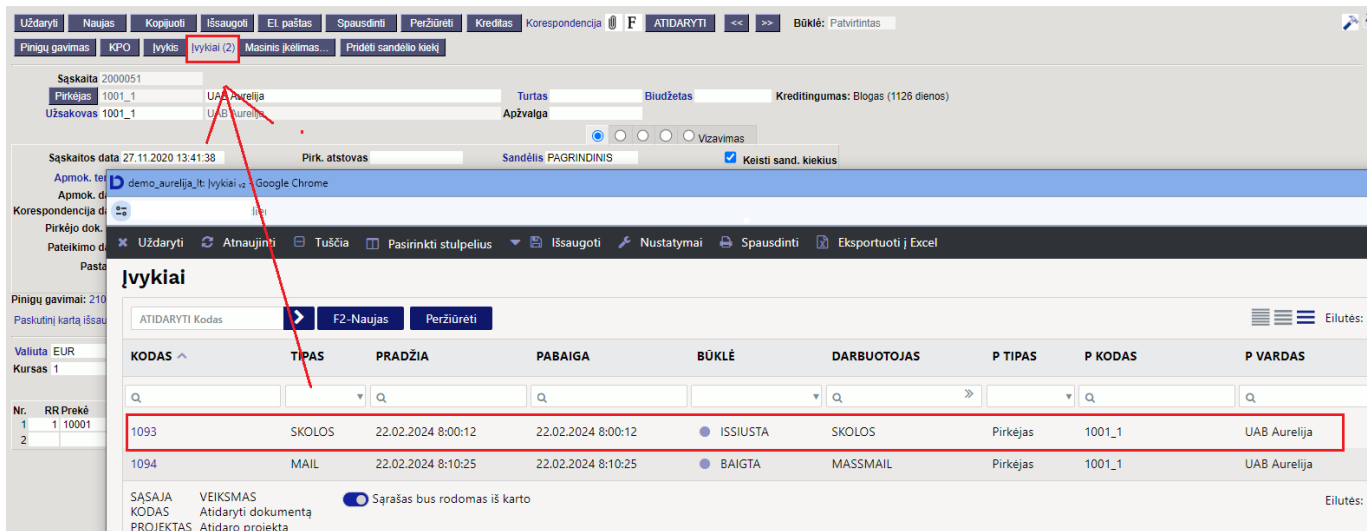 Uždaryti Naujas Kopijuoti Išsaugoti El. paštas Spausdinti Peržiūrėti Kreditas Korespondencija F ATIDARYTI << >> Būklė: Patvirtintas
Pinigų gavimas KPO Įvykis Įvykiai (2) Masinis įkėlimas... Pridėti sandėlio kiekį
Sąskaita 2000051
Pirkėjas 1001_1 UAB Aurelija Turtas Biudžetas Kreditingumas: Blogas (1126 dienos)
Užsakovas 1001_1 UAB Aurelija Apžvalga
Vizavimas
Sąskaitos data 27.11.2020 13:41:38 Pirk. atstovas Sandėlis PAGRINDINIS Keisti sand. kiekius
Apmok.
demo_aurelija_lt: Įvykiai v2 - Google Chrome
Apmok.
Korespondencija
Pirkėjo dok.
Uždaryti Atnaujinti Tuščia Pasirinkti stulpelius Išsaugoti Nustatymai Spausdinti Eksportuoti į Excel
Pateikimo
Įvykiai
Pinigų gavimai: 210
Paskutinį kartą
ATIDARYTI Kodas F2-Naujas Peržiūrėti Eilutės:
Valiuta EUR
Kursas 1
KODAS TIPAS PRADŽIA PABAIGA BŪKLĖ DARBUOTOJAS P TIPAS P KODAS P VARDAS
Nr. RR Prekė
1 1 10001
2
1093 SKOLOS 22.02.2024 8:00:12 22.02.2024 8:00:12 ISSIUSTA SKOLOS Pirkėjas 1001_1 UAB Aurelija
1094 MAIL 22.02.2024 8:10:25 22.02.2024 8:10:25 BAIGTA MASSMAIL Pirkėjas 1001_1 UAB Aurelija
SĄSAJA VEIKSMAS Sąrašas bus rodomas iš karto Eilutės:
KODAS Atidaryti dokumentą
PROJEKTAS Atidaro projektą